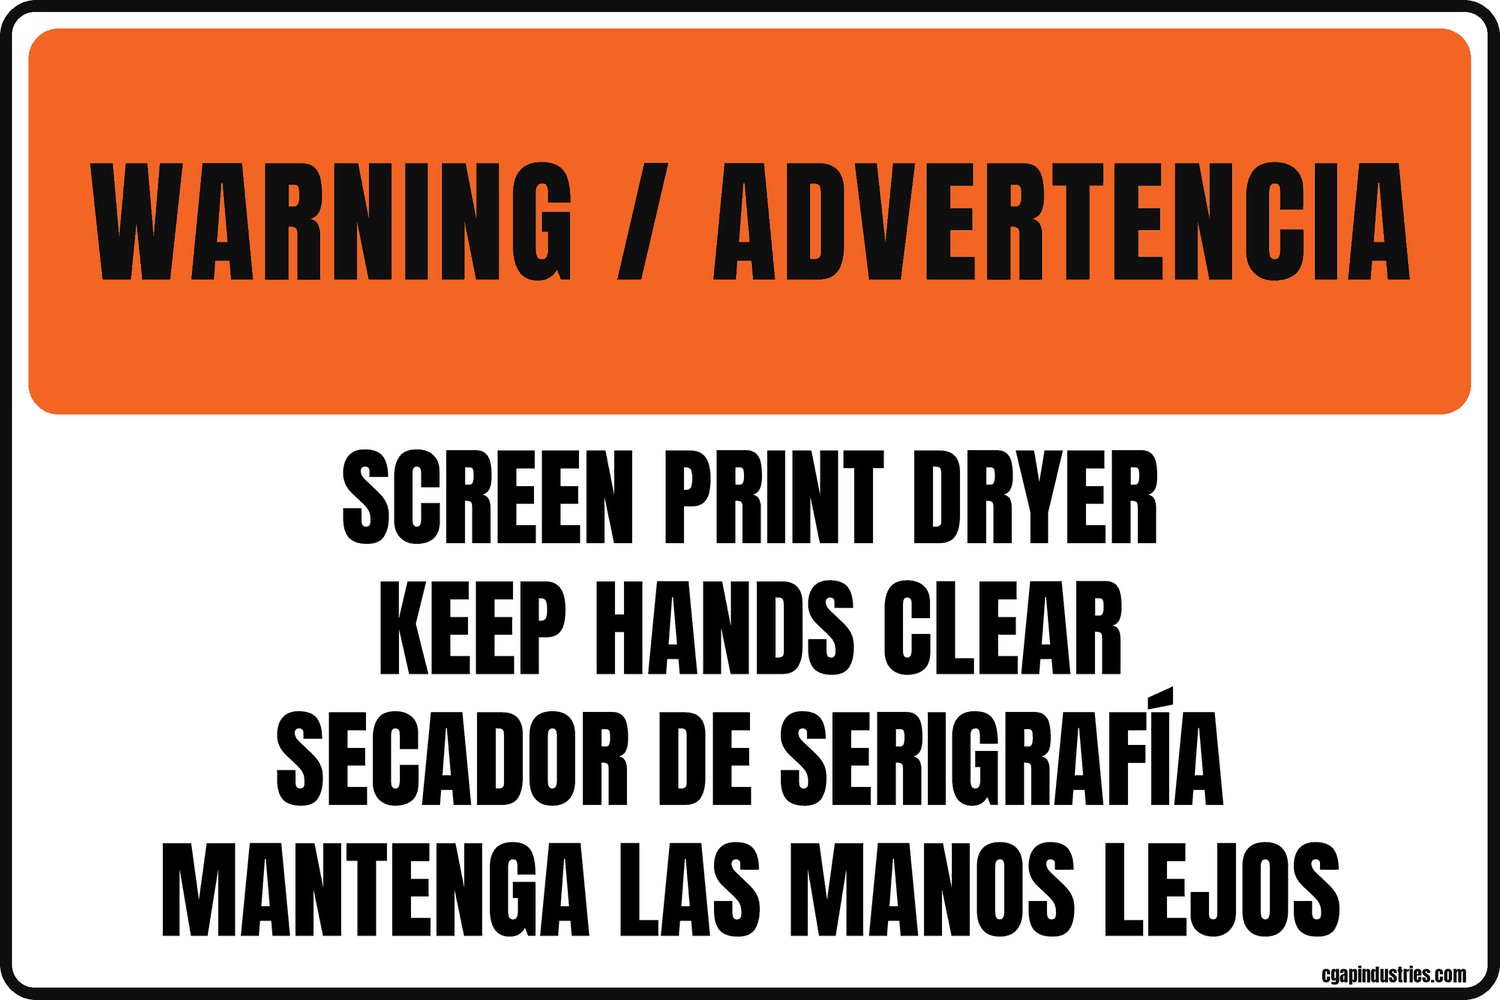 WARNING / ADVERTENCIA
SCREEN PRINT DRYER
KEEP HANDS CLEAR
SECADOR DE SERIGRAFÍA
MANTENGA LAS MANOS LEJOS
cgapindustries.com